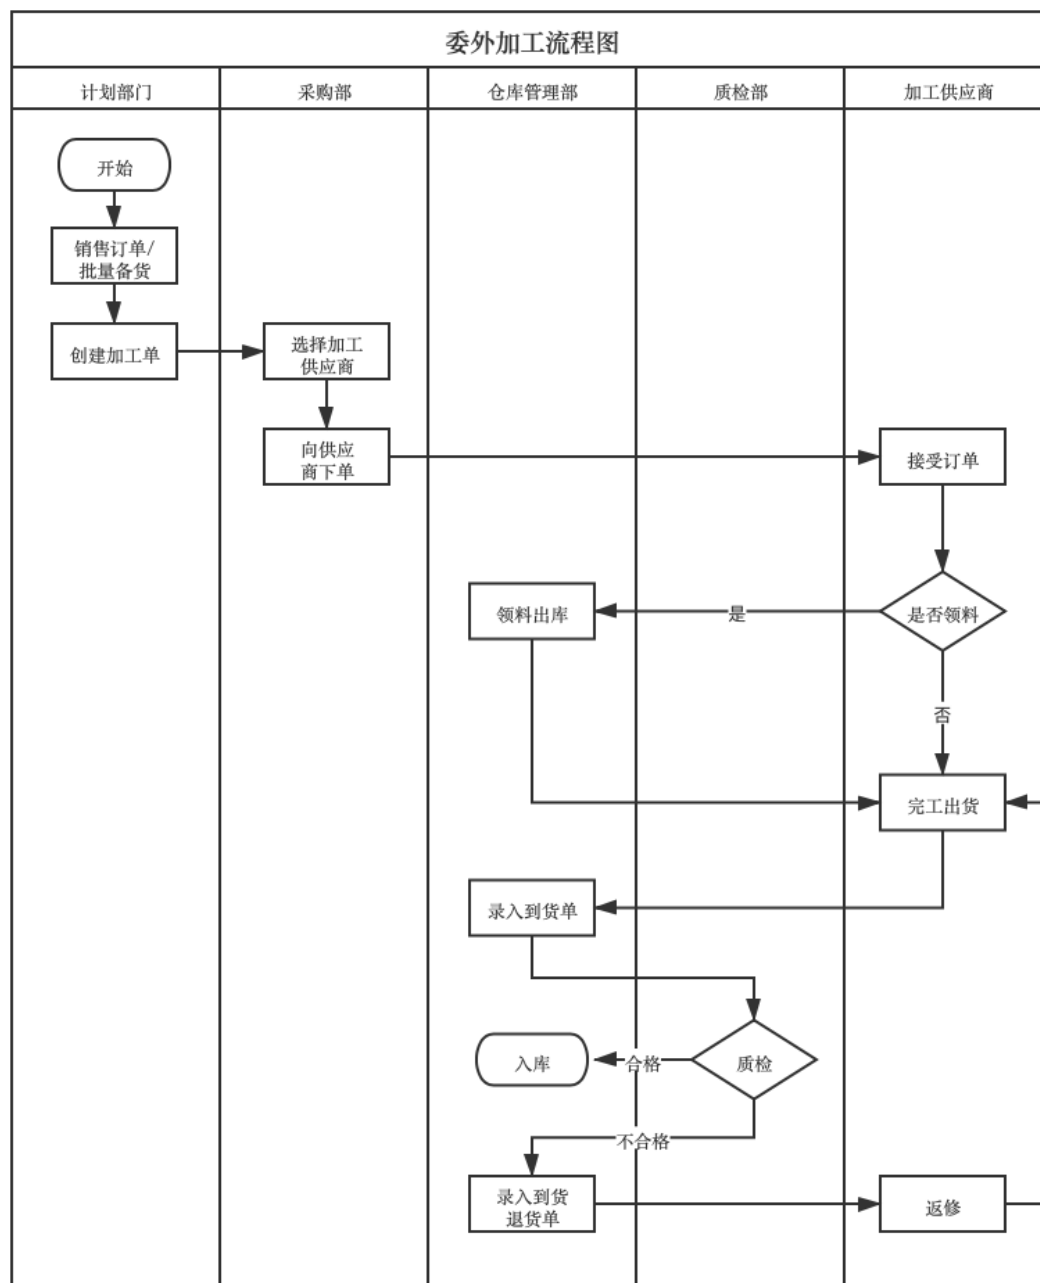 委外加工流程图
计划部门
采购部
仓库管理部
质检部
加工供应商
开始
销售订单/
批量备货
创建加工单
选择加工
供应商
向供应
商下单
接受订单
是否领料
是
领料出库
否
完工出货
录入到货单
质检
合格
入库
不合格
录入到货
退货单
返修